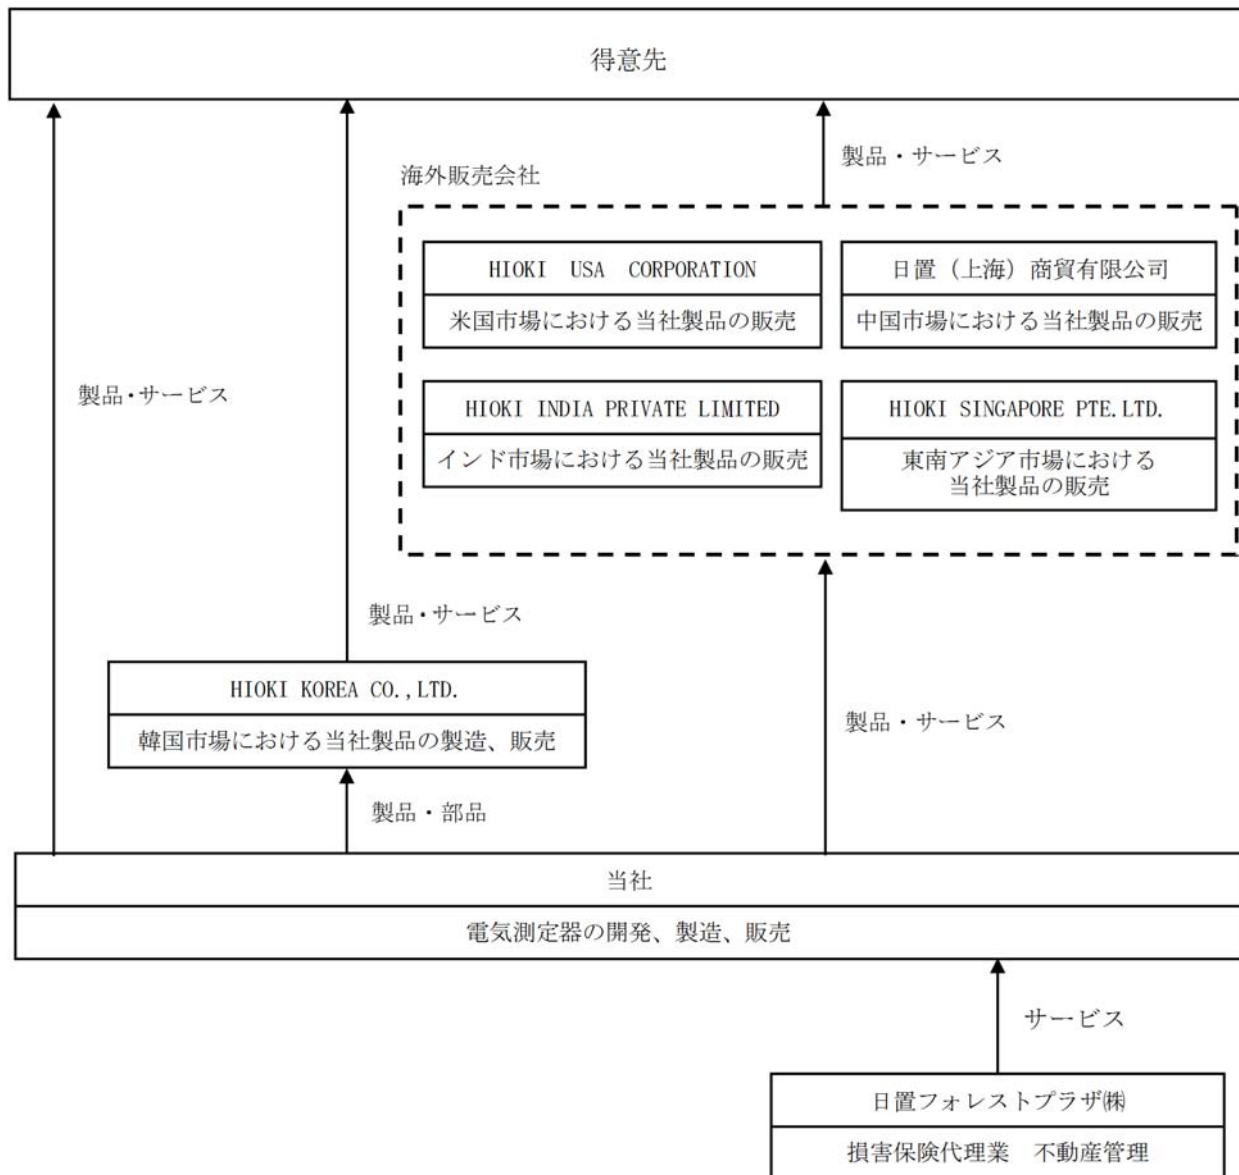 得意先
製品・サービス
海外販売会社
HIOKI USA CORPORATION
米国市場における当社製品の販売
日置（上海）商貿有限公司
中国市場における当社製品の販売
製品・サービス
HIOKI INDIA PRIVATE LIMITED
インド市場における当社製品の販売
HIOKI SINGAPORE PTE.LTD.
東南アジア市場における
当社製品の販売
製品・サービス
HIOKI KOREA CO.,LTD.
韓国市場における当社製品の製造、販売
製品・サービス
製品・部品
当社
電気測定器の開発、製造、販売
サービス
日置フォレストプラザ㈱
損害保険代理業　不動産管理